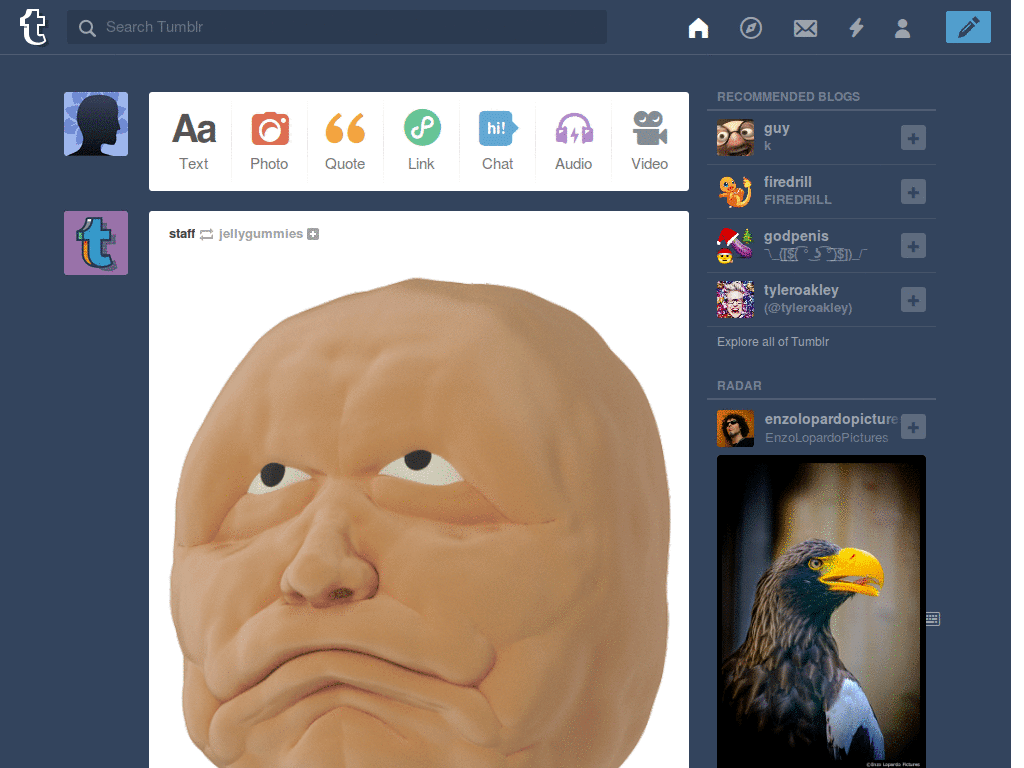 Search Tumblr
Aa
Text
Photo
Quote
Link
hi!
Chat
Audio
Video
staff jellygummies
RECOMMENDED BLOGS
guy
k
firedrill
FIREDRILL
godpenis
tyleroakley
(@tyleroakley)
Explore all of Tumblr
RADAR
enzolopardopicture
EnzoLopardoPictures
©Enzo Lopardo Pictures